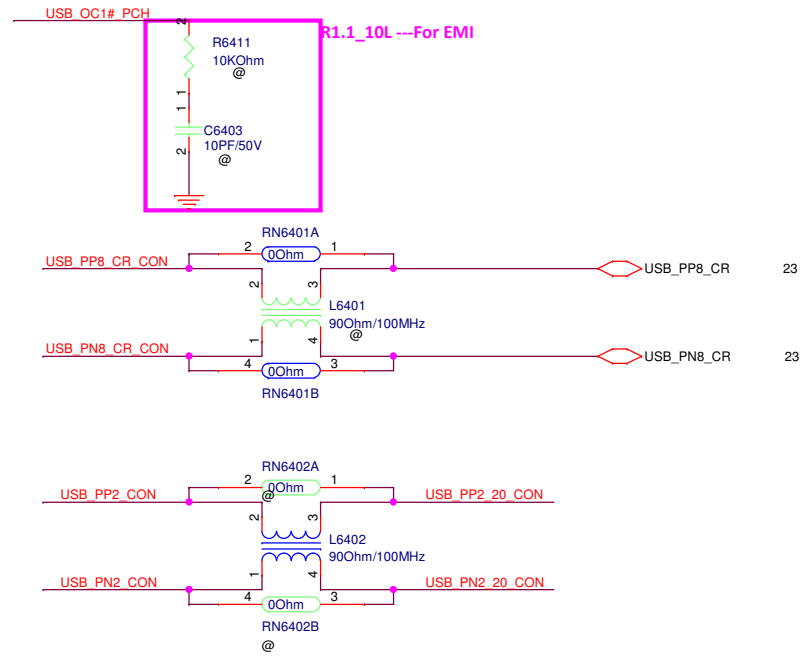 USB_OC1#_PCH
R1.1_10L ---For EMI
2
R6411
10KOhm
@
1
1
C6403
10PF/50V
2
@
RN6401A
2
0Ohm
1
USB_PP8_CR_CON
USB_PP8_CR
23
2
3
L6401
90Ohm/100MHz
@
1
4
USB_PN8_CR_CON
USB_PN8_CR
23
4
0Ohm
3
RN6401B
RN6402A
2
0Ohm
1
@
USB_PP2_CON
USB_PP2_20_CON
2
3
L6402
90Ohm/100MHz
1
4
USB_PN2_CON
USB_PN2_20_CON
4
0Ohm
3
RN6402B
@